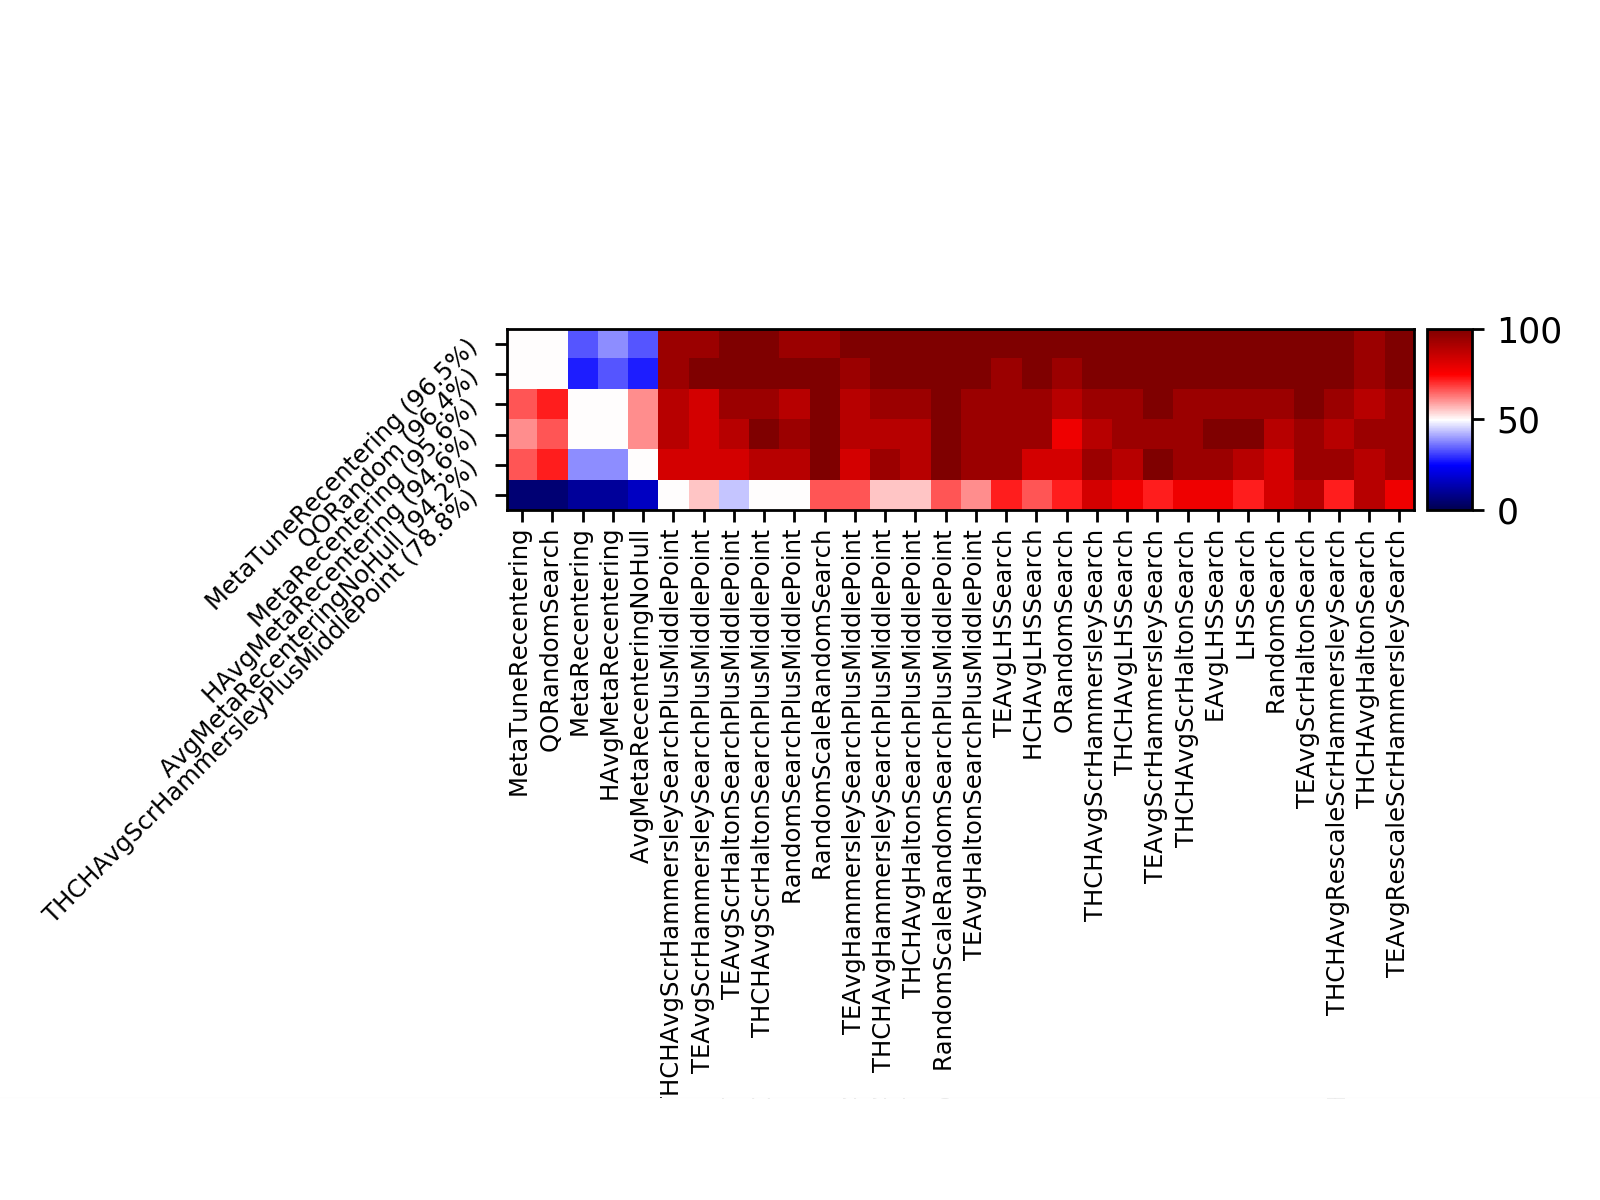 MetaTuneRecentering (96.5%)
QORandom (96.4%)
MetaRecentering (95.6%)
HAvgMetaRecentering (94.6%)
AvgMetaRecenteringNoHull (94.2%)
THCHAvgScrHammersleyPlusMiddlePoint (78.8%)
100
50
0
MetaTuneRecentering
QORandomSearch
MetaRecentering
HAvgMetaRecentering
AvgMetaRecenteringNoHull
THCHAvgScrHammersleySearchPlusMiddlePoint
TEAvgScrHammersleySearchPlusMiddlePoint
TEAvgScrHaltonSearchPlusMiddlePoint
THCHAvgScrHaltonSearchPlusMiddlePoint
RandomSearchPlusMiddlePoint
RandomScaleRandomSearch
TEAvgHammersleySearchPlusMiddlePoint
THCHAvgHammersleySearchPlusMiddlePoint
THCHAvgHaltonSearchPlusMiddlePoint
RandomScaleRandomSearchPlusMiddlePoint
TEAvgHaltonSearchPlusMiddlePoint
TEAvgLHSSearch
HCHAvgLHSSearch
ORandomSearch
THCHAvgScrHammersleySearch
THCHAvgLHSSearch
TEAvgScrHammersleySearch
THCHAvgScrHaltonSearch
EAvgLHSSearch
LHSSearch
RandomSearch
TEAvgScrHaltonSearch
THCHAvgRescaleScrHammersleySearch
THCHAvgHaltonSearch
TEAvgRescaleScrHammersleySearch